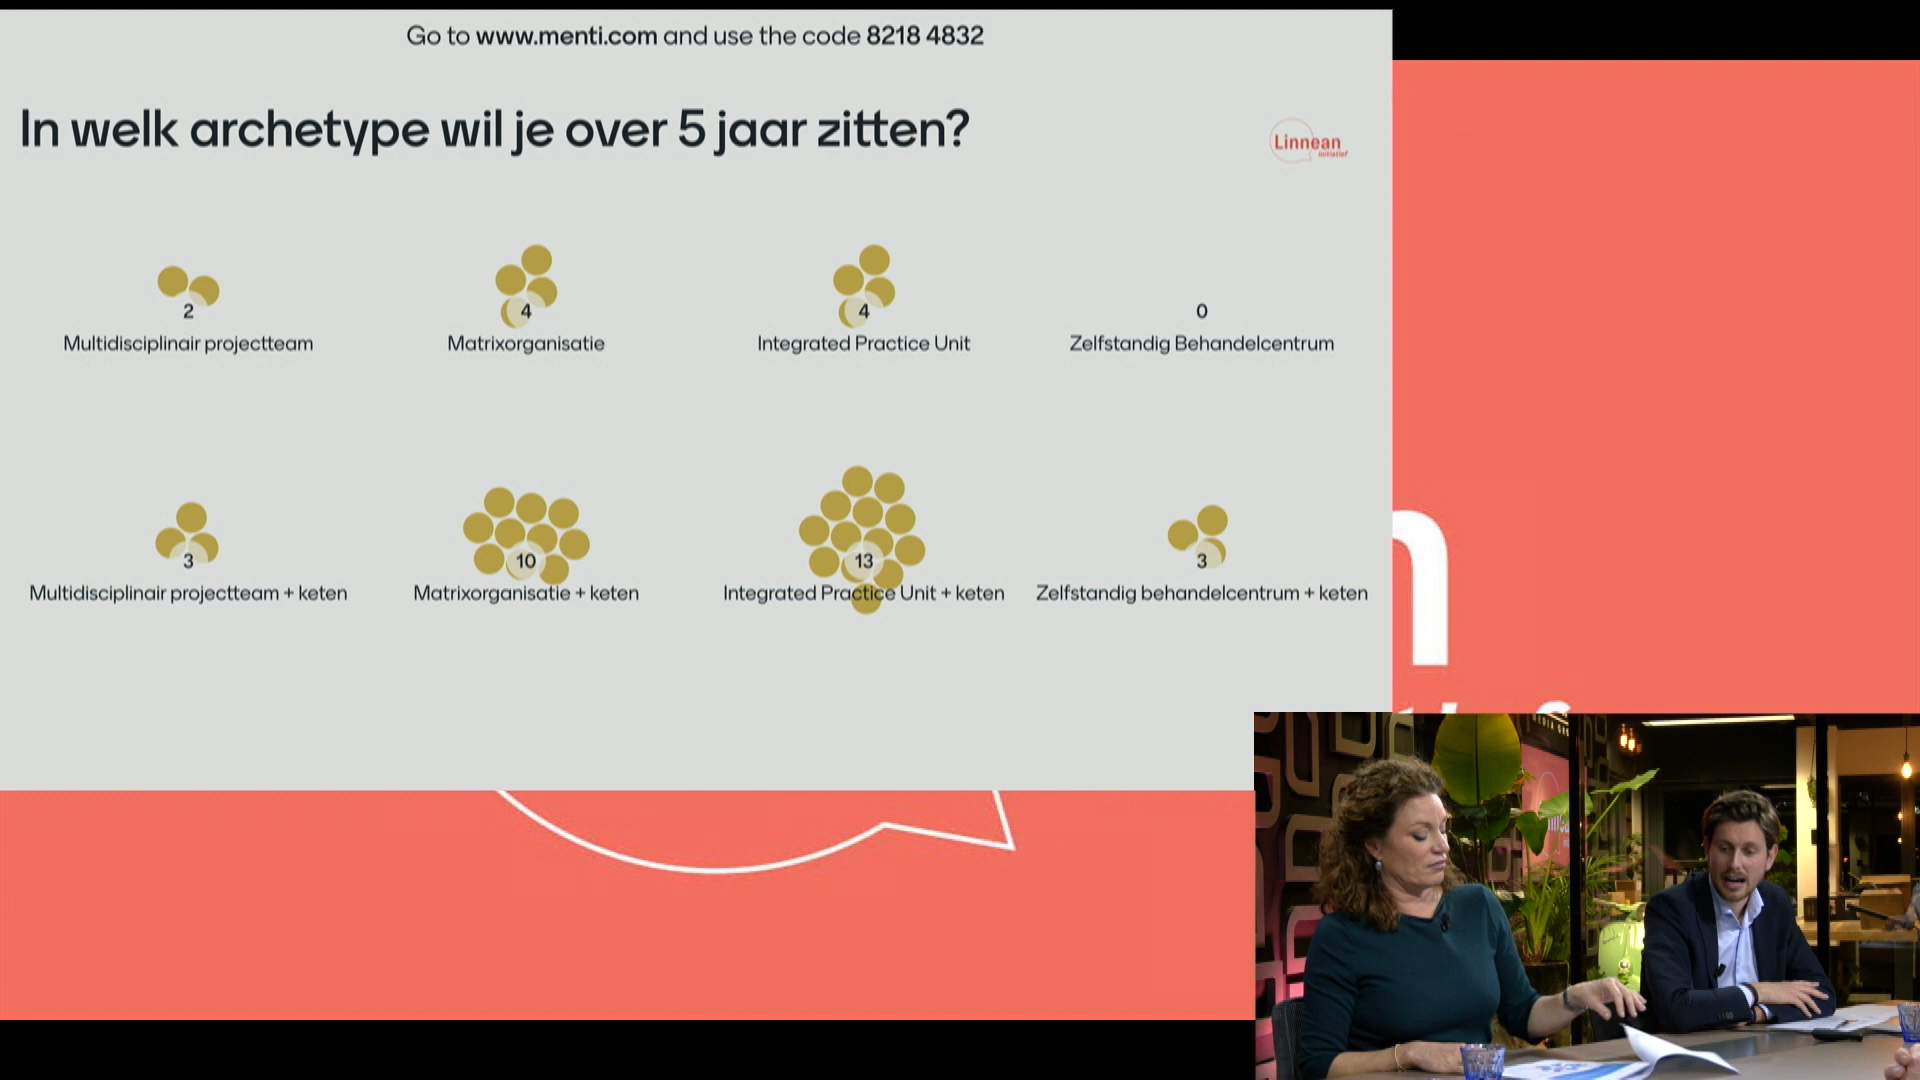 Go to www.menti.com and use the code 8218 4832
In welk archetype wil je over 5 jaar zitten?
Linnean
initiatief
2
4
4
0
Multidisciplinair projectteam
Matrixorganisatie
Integrated Practice Unit
Zelfstandig Behandelcentrum
3
10
13
3
Multidisciplinair projectteam + keten
Matrixorganisatie + keten
Integrated Practice Unit + keten
Zelfstandig behandelcentrum + keten